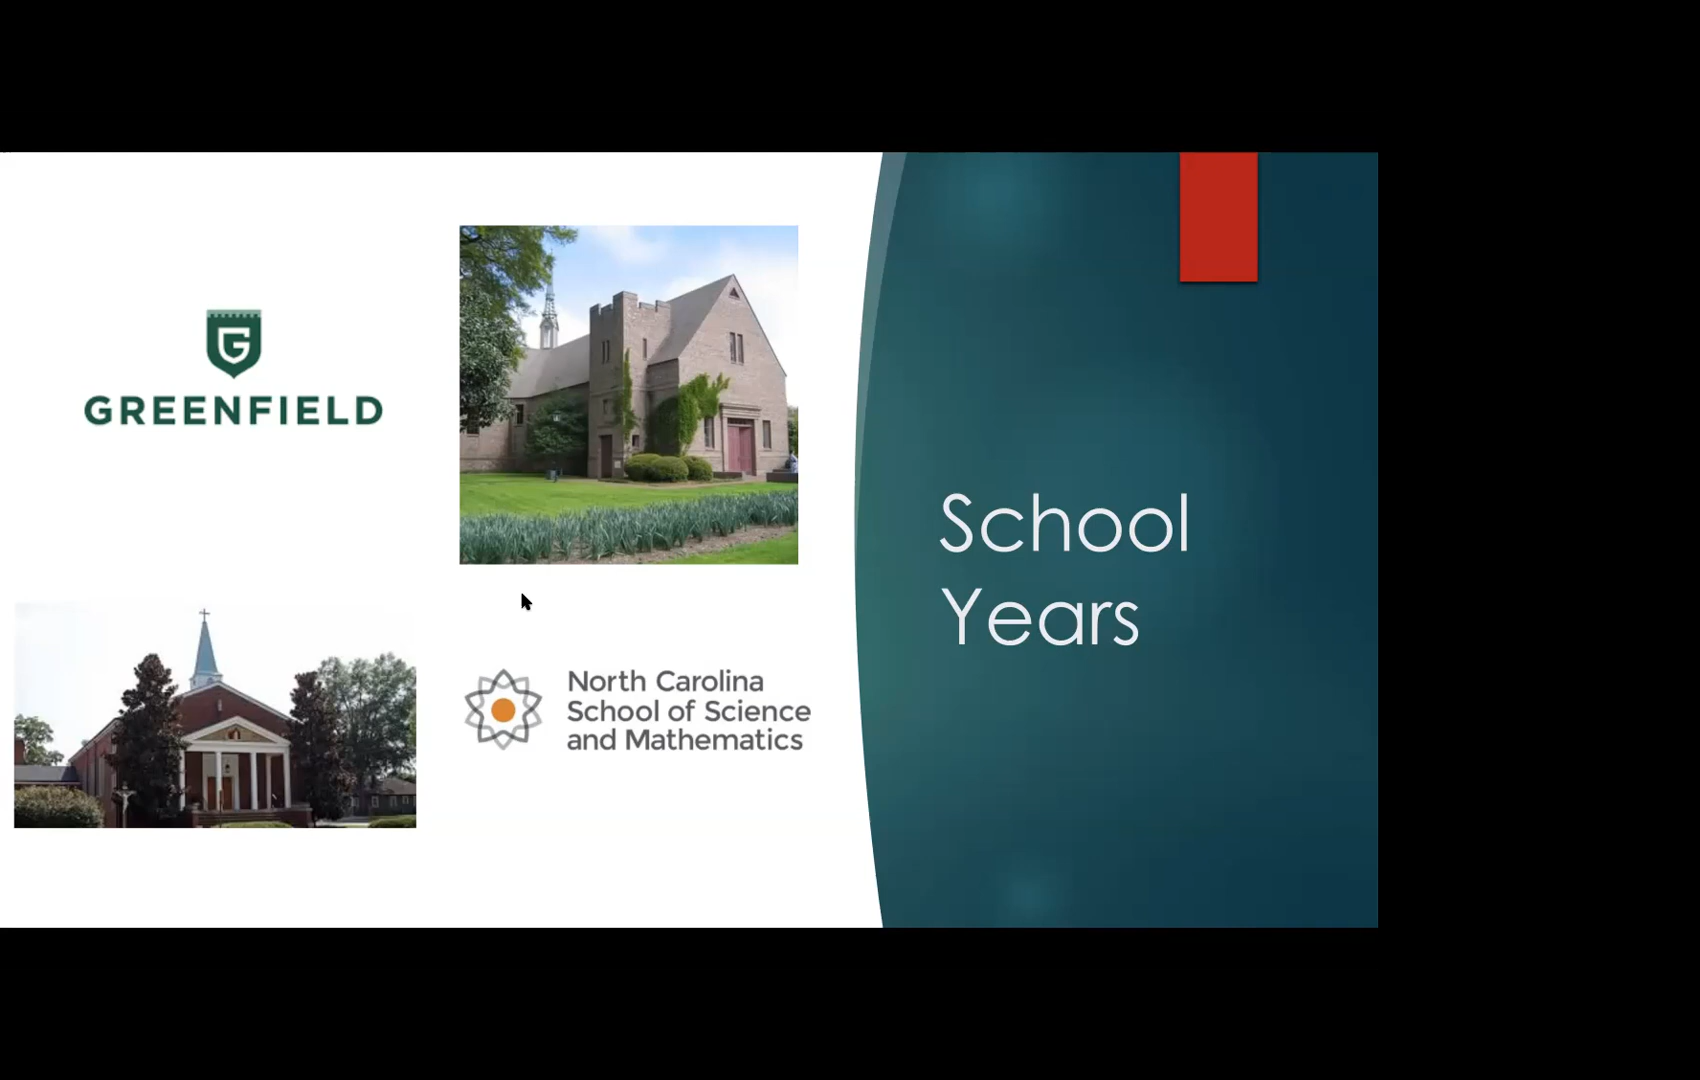 G
GREENFIELD
North Carolina
School of Science
and Mathematics
School
Years